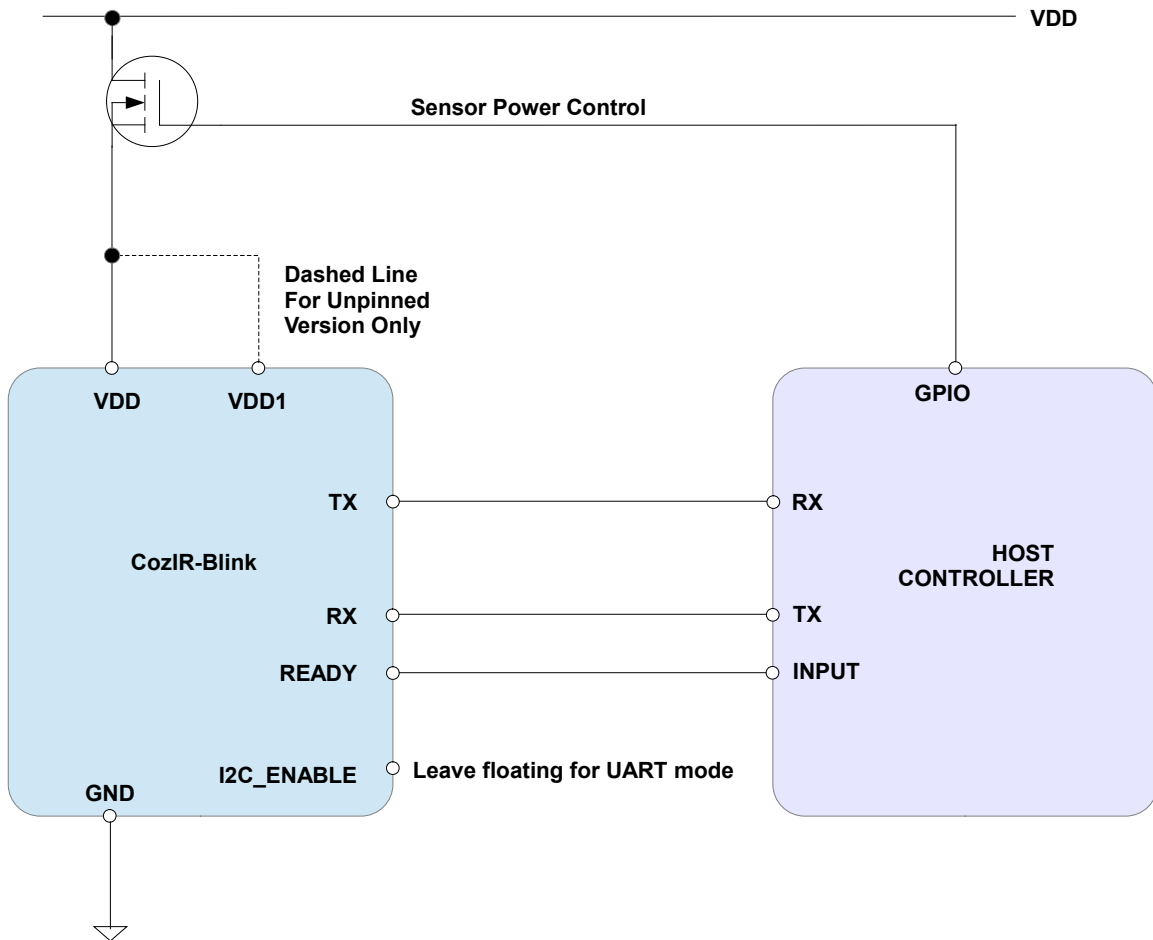 VDD
Sensor Power Control
Dashed Line
For Unpinned
Version Only
VDD
VDD1
GPIO
TX
RX
CozIR-Blink
HOST
CONTROLLER
RX
TX
READY
INPUT
I2C_ENABLE
Leave floating for UART mode
GND